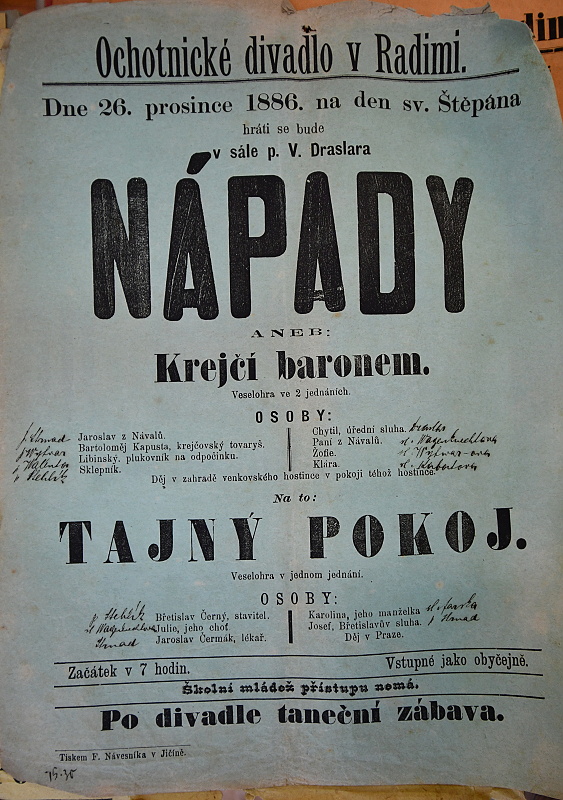 Ochotnické divadlo v Radimi.
Dne 26. prosince 1886. na den sv. Štěpána
hráti se bude
v sále p. V. Draslara
NÁPADY
ANEB:
Krejčí baronem.
Veselohra ve 2 jednáních.
OSOBY:
Jaroslav z Návalů.
Bartoloměj Kapusta, krejčovský tovaryš.
Libinský, plukovník na odpočinku.
Sklepník.
Chytil, úřední sluha.
Paní z Návalů.
Žofie.
Klára.
Děj v zahradě venkovského hostince v pokoji téhož hostince.
Na to:
TAJNÝ POKOJ.
Veselohra v jednom jednání.
OSOBY:
Břetislav Černý, stavitel.
Julie, jeho choť.
Jaroslav Čermák, lékař.
Karolina, jeho manželka
Josef, Břetislavův sluha.
Děj v Praze.
Začátek v 7 hodin.
Vstupné jako obyčejně.
Školní mládež přístupu nemá.
Po divadle taneční zábava.
Tiskem F. Návesníka v Jičíně.